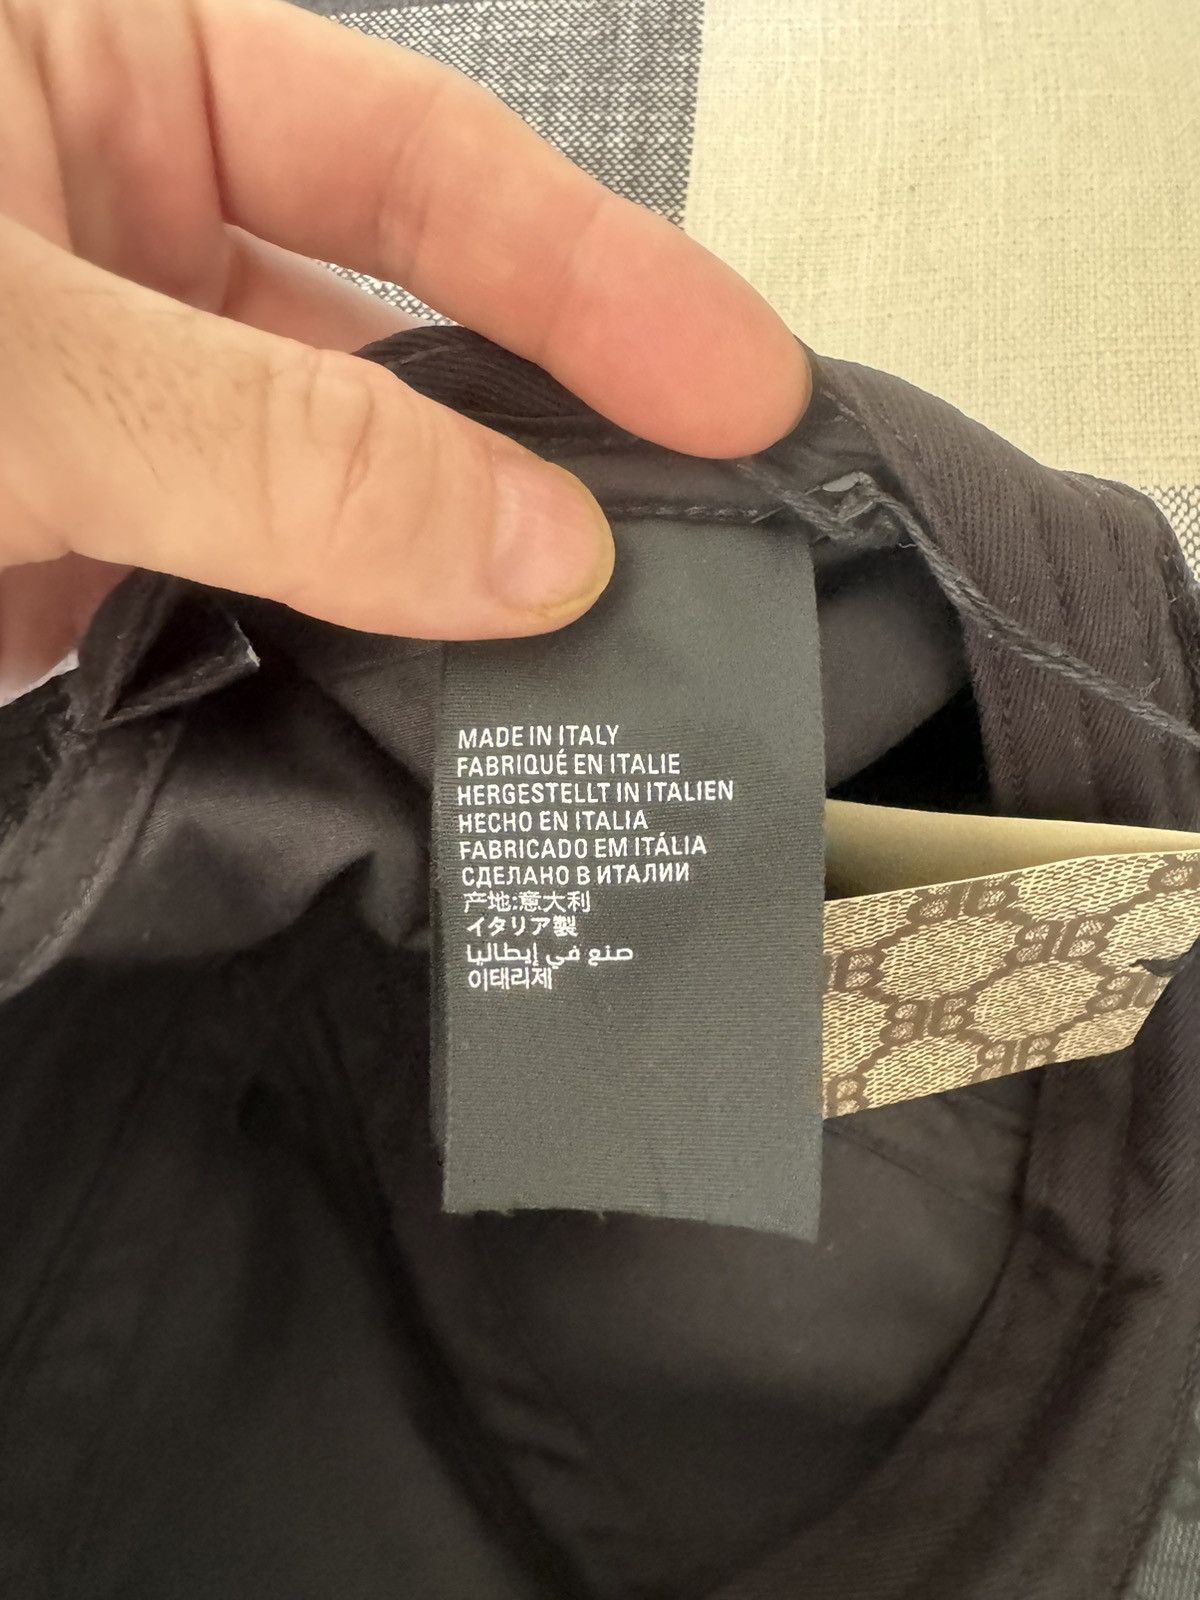 MADE IN ITALY
FABRIQUÉ EN ITALIE
HERGESTELLT IN ITALIEN
HECHO EN ITALIA
FABRICADO EM ITÁLIA
СДЕЛАНО В ИТАЛИИ
产地:意大利
イタリア製
صنع في إيطاليا
이태리제